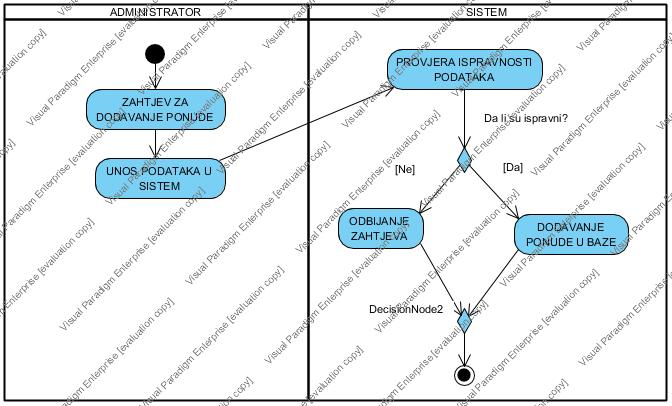 ADMINISTRATOR
SISTEM
ZAHTJEV ZA
DODAVANJE PONUDE
UNOS PODATAKA U
SISTEM
PROVJERA ISPRAVNOSTI
PODATAKA
Da li su ispravni?
[Ne]
[Da]
ODBIJANJE
ZAHTJEVA
DODAVANJE
PONUDE U BAZE
DecisionNode2
Visual Paradigm Enterprise [evaluation copy]